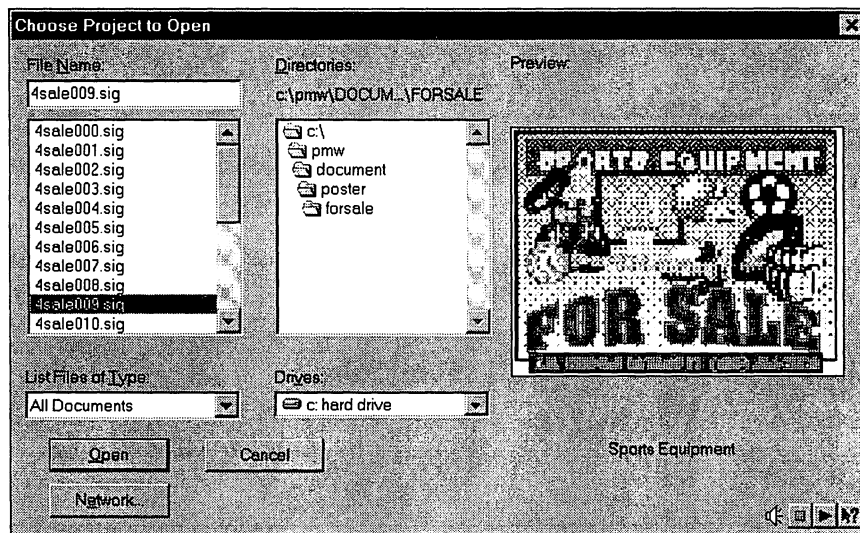 Choose Project to Open
File Name:
4sale009.sig
4sale000.sig
4sale001.sig
4sale002.sig
4sale003.sig
4sale004.sig
4sale005.sig
4sale006.sig
4sale007.sig
4sale008.sig
4sale009.sig
4sale010.sig
List Files of Type:
All Documents
Open
Cancel
Network...
Directories:
c:\pmw\DOCUM...\FORSALE
c:\
pmw
document
poster
forsale
Drives:
c: hard drive
Preview:
SPORTS EQUIPMENT
FOR SALE
Sports Equipment